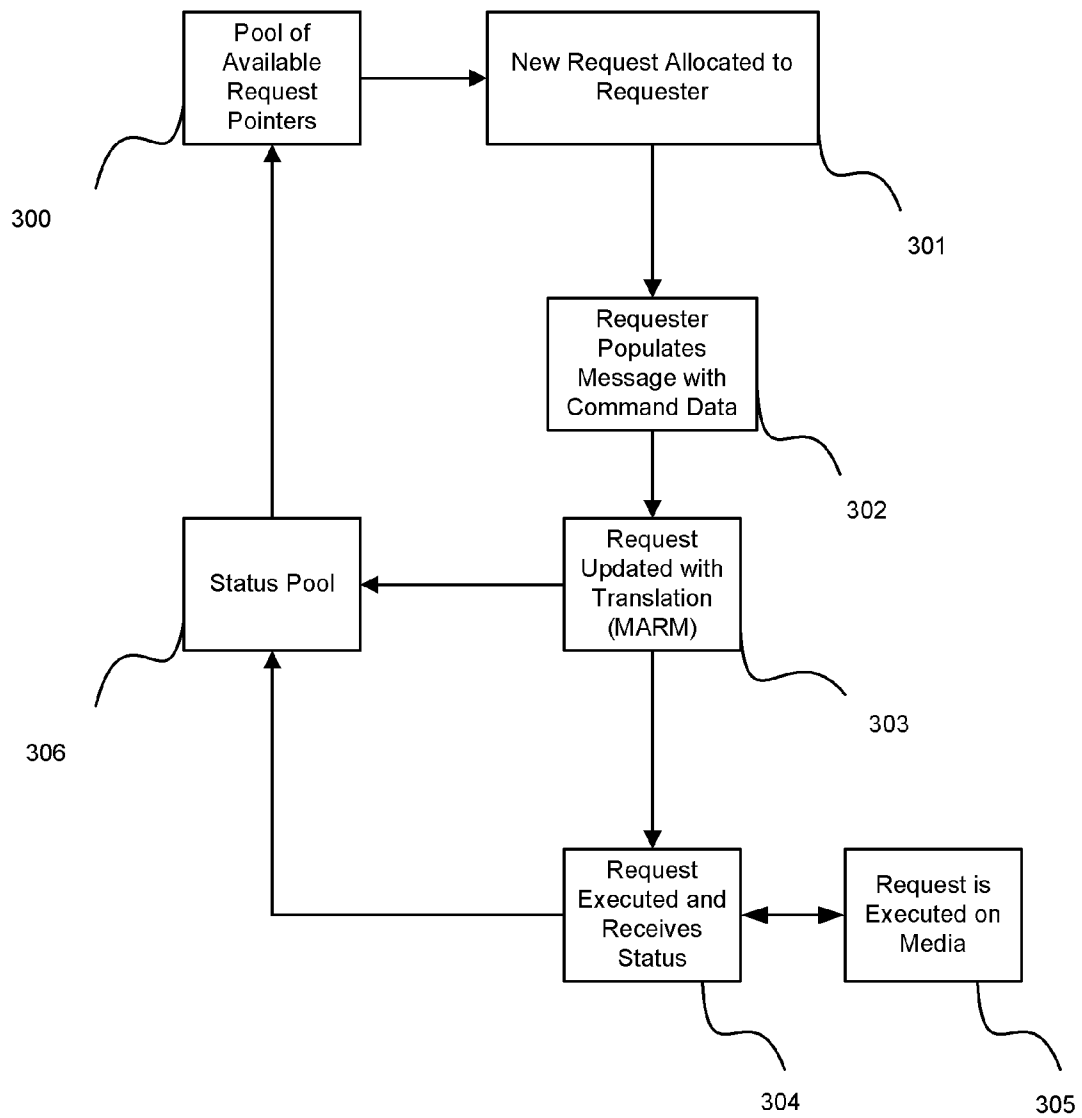 Pool of
Available
Request
Pointers
New Request Allocated to
Requester
300
301
Requester
Populates
Message with
Command Data
302
Status Pool
Request
Updated with
Translation
(MARM)
306
303
Request
Executed and
Receives
Status
Request is
Executed on
Media
304
305